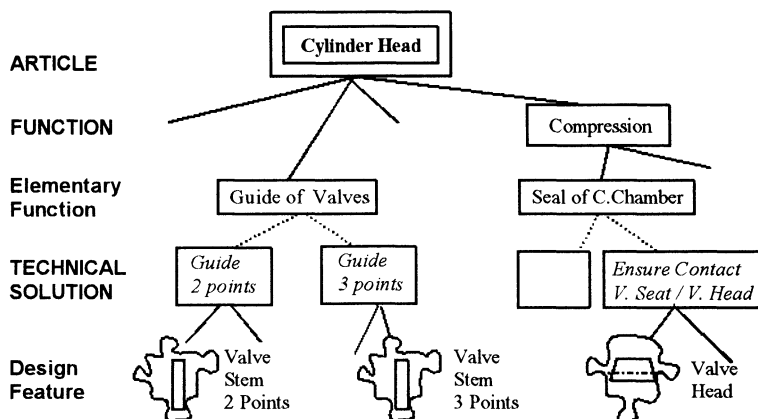 Cylinder Head
ARTICLE
FUNCTION
Compression
Elementary
Function
Guide of Valves
Seal of C.Chamber
TECHNICAL
SOLUTION
Guide
2 points
Guide
3 points
Ensure Contact
V. Seat / V. Head
Design
Feature
Valve
Stem
2 Points
Valve
Stem
3 Points
Valve
Head